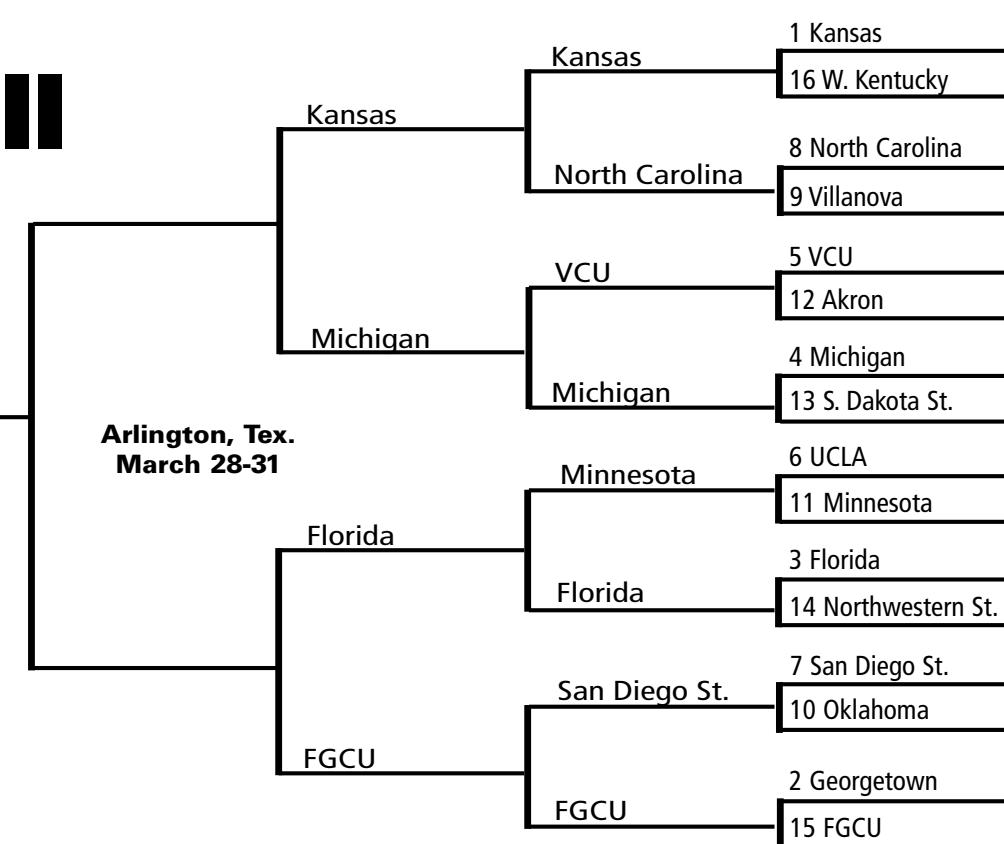 1 Kansas
Kansas
16 W. Kentucky
Kansas
8 North Carolina
North Carolina
9 Villanova
5 VCU
VCU
12 Akron
Michigan
4 Michigan
Michigan
13 S. Dakota St.
Arlington, Tex.
March 28-31
6 UCLA
Minnesota
11 Minnesota
Florida
3 Florida
Florida
14 Northwestern St.
7 San Diego St.
San Diego St.
10 Oklahoma
FGCU
2 Georgetown
FGCU
15 FGCU